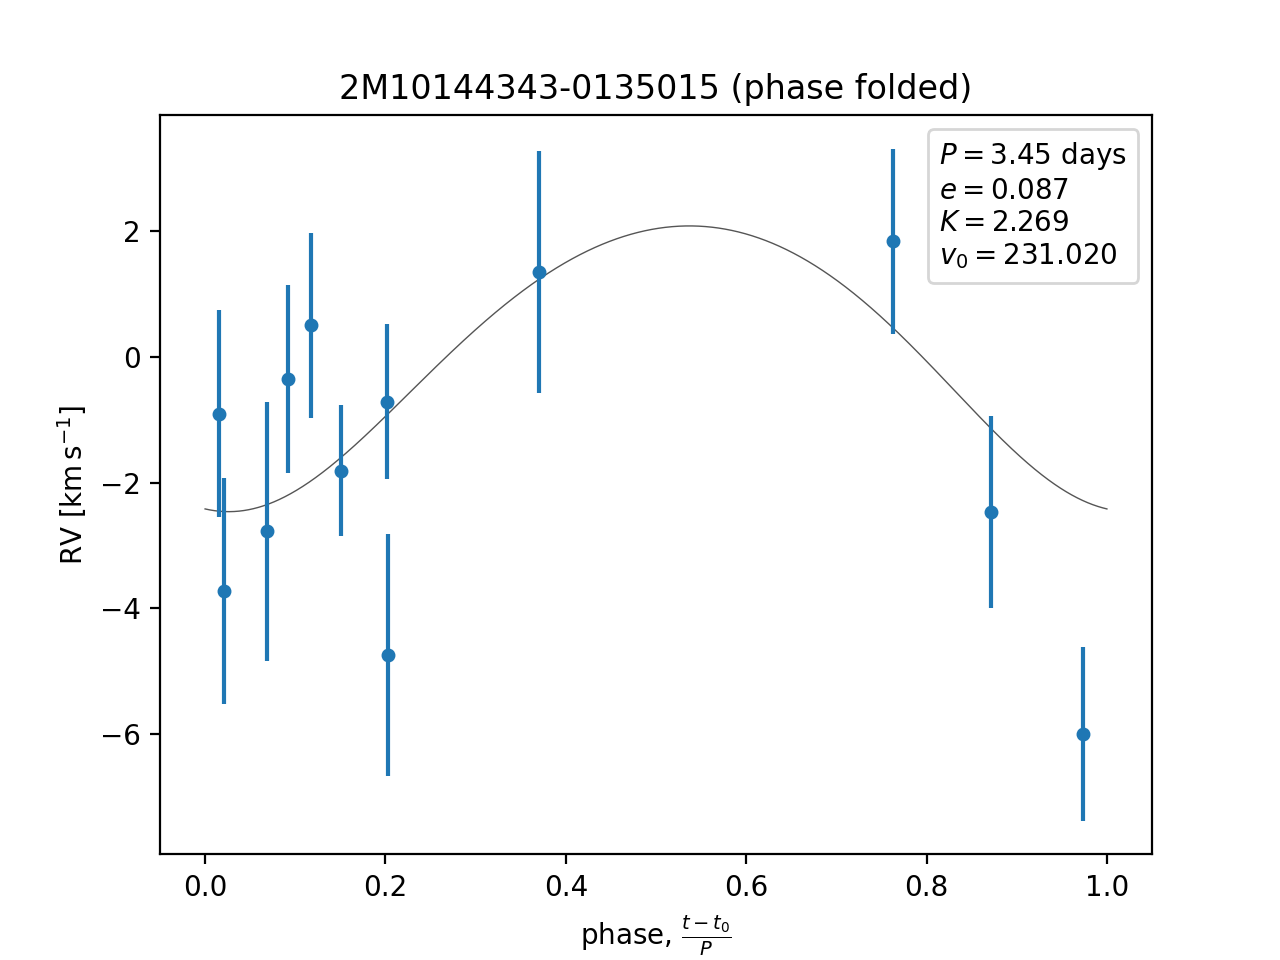 2M10144343-0135015 (phase folded)
P = 3.45 days
e = 0.087
K = 2.269
v₀ = 231.020
RV [km s⁻¹]
2
0
−2
−4
−6
0.0 0.2 0.4 0.6 0.8 1.0
phase, (t − t₀)/P